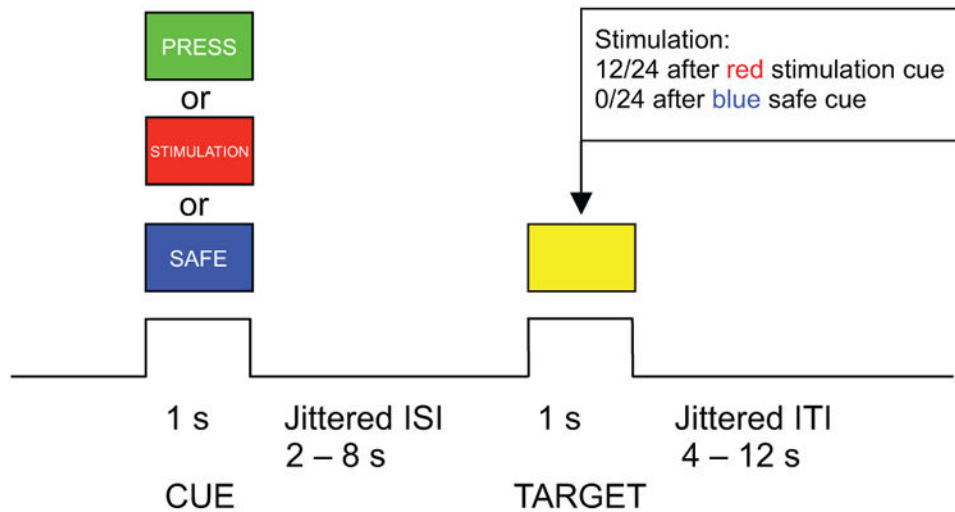 PRESS
or
STIMULATION
or
SAFE
Stimulation:
12/24 after red stimulation cue
0/24 after blue safe cue
1 s
Jittered ISI
2 – 8 s
1 s
Jittered ITI
4 – 12 s
CUE
TARGET